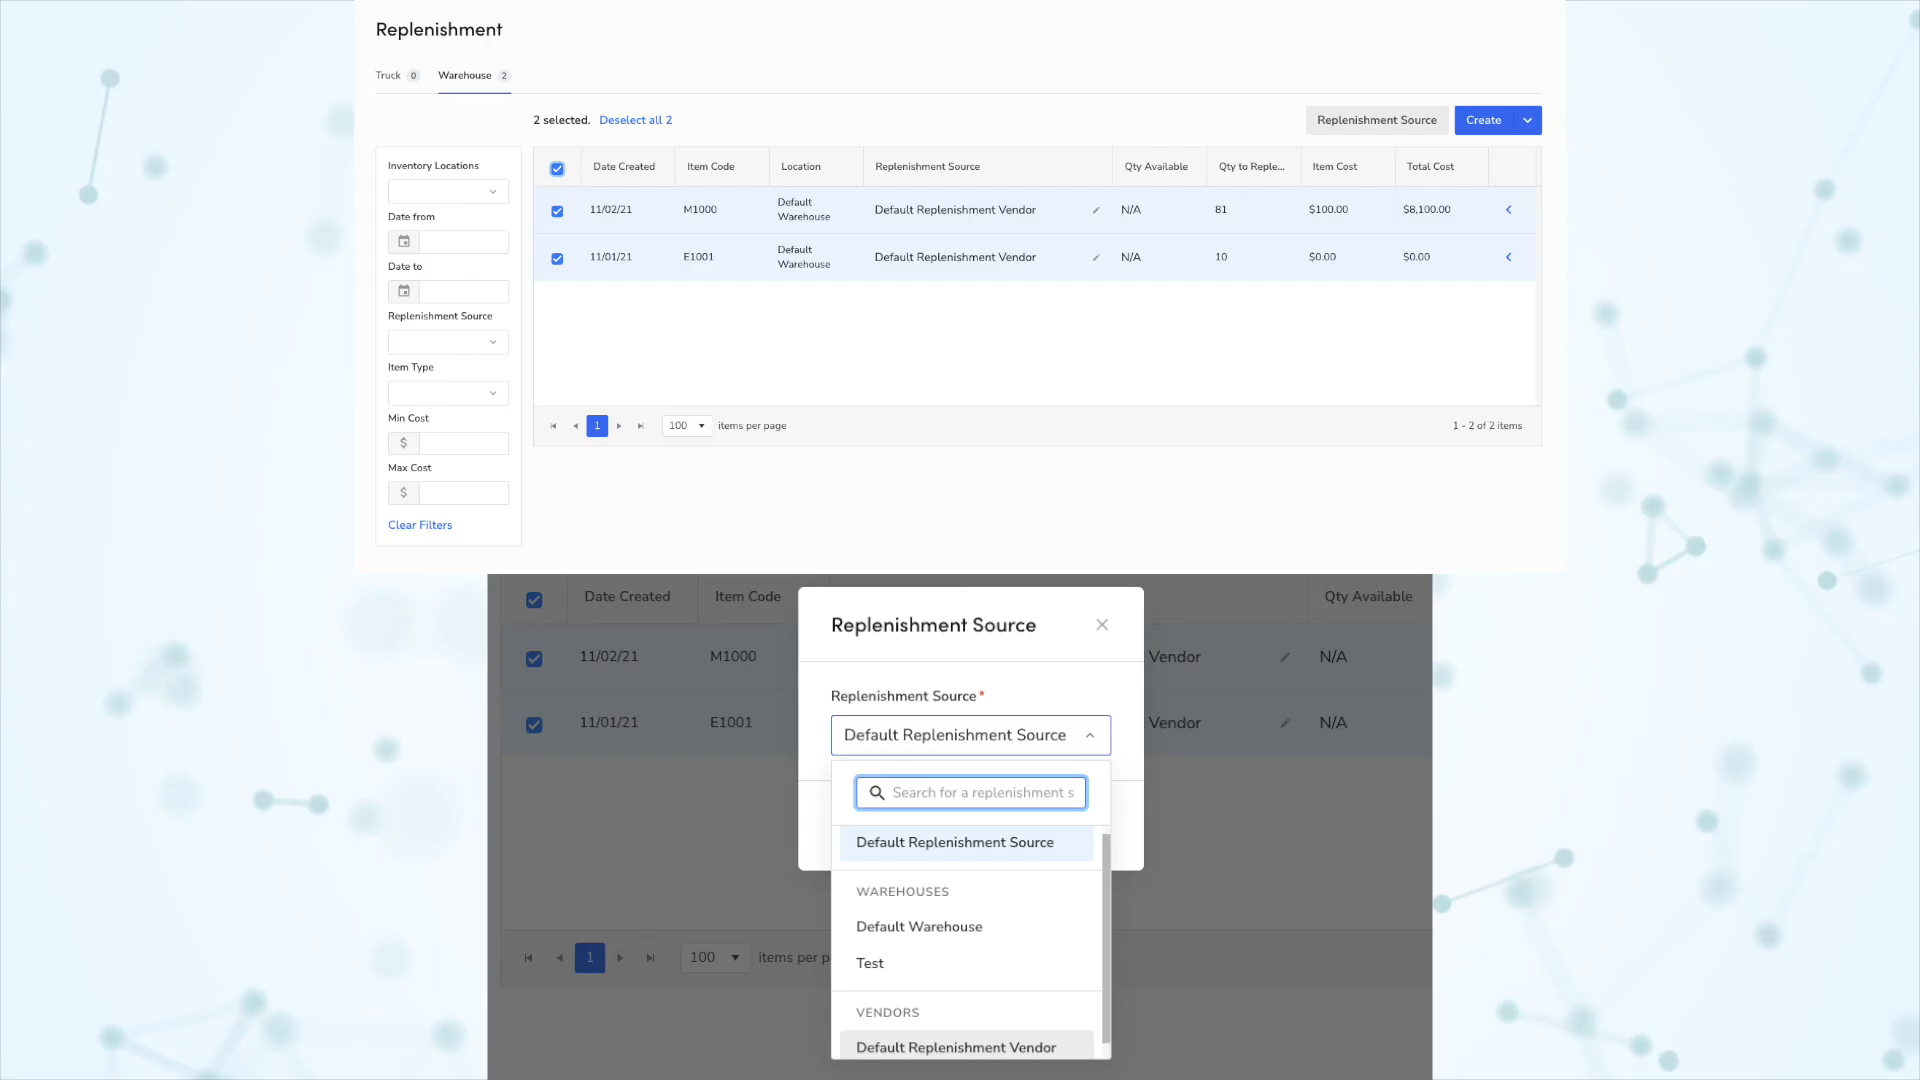 Replenishment
Truck 0 Warehouse 2
2 selected. Deselect all 2 Replenishment Source Create
Inventory Locations
Date from
Date to
Replenishment Source
Item Type
Min Cost
$
Max Cost
$
Clear Filters
Date Created Item Code Location Replenishment Source Qty Available Qty to Reple... Item Cost Total Cost
11/02/21 M1000 Default Warehouse Default Replenishment Vendor N/A 81 $100.00 $8,100.00
11/01/21 E1001 Default Warehouse Default Replenishment Vendor N/A 10 $0.00 $0.00
1 100 items per page 1 - 2 of 2 items
Date Created Item Code Qty Available
11/02/21 M1000 Vendor N/A
11/01/21 E1001 Vendor N/A
1 100 items per p
Replenishment Source
Replenishment Source*
Default Replenishment Source
Search for a replenishment s
Default Replenishment Source
WAREHOUSES
Default Warehouse
Test
VENDORS
Default Replenishment Vendor